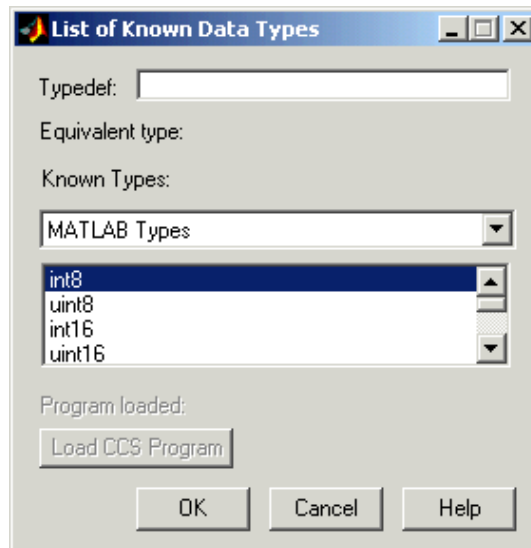 List of Known Data Types
Typedef:
Equivalent type:
Known Types:
MATLAB Types
int8
uint8
int16
uint16
Program loaded:
Load CCS Program
OK Cancel Help